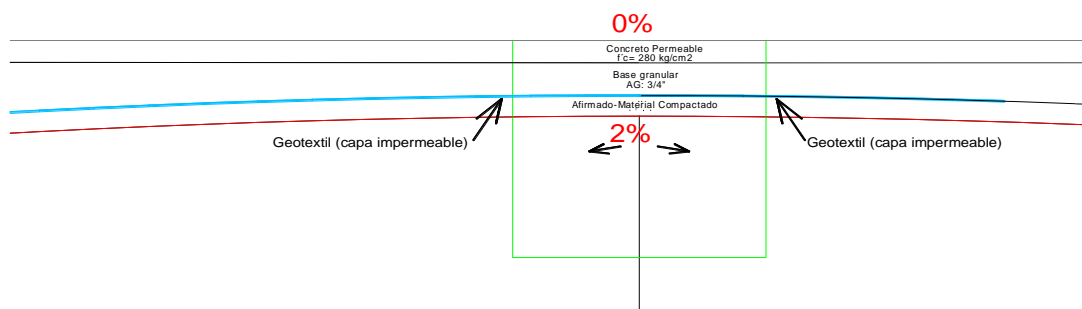 0%
Concreto Permeable
f´c= 280 kg/cm2
Base granular
AG: 3/4"
Afirmado-Material Compactado
2%
Geotextil (capa impermeable)
Geotextil (capa impermeable)